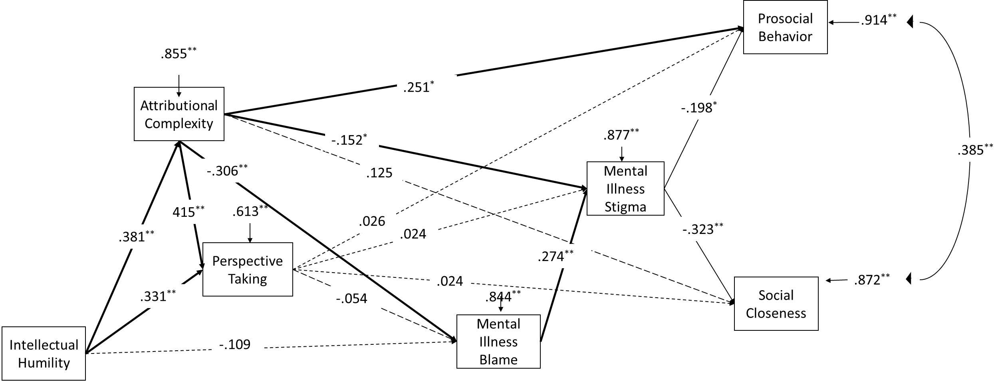 Prosocial
Behavior
.914**
.855**
.251*
Attributional
Complexity
-.198*
-.152*
.877**
.385**
-.306**
.125
Mental
Illness
Stigma
415**
.613**
.026
.024
-.323**
.381**
.274**
Perspective
Taking
.024
.872**
.331**
-.054
.844**
Social
Closeness
Mental
Illness
Blame
-.109
Intellectual
Humility